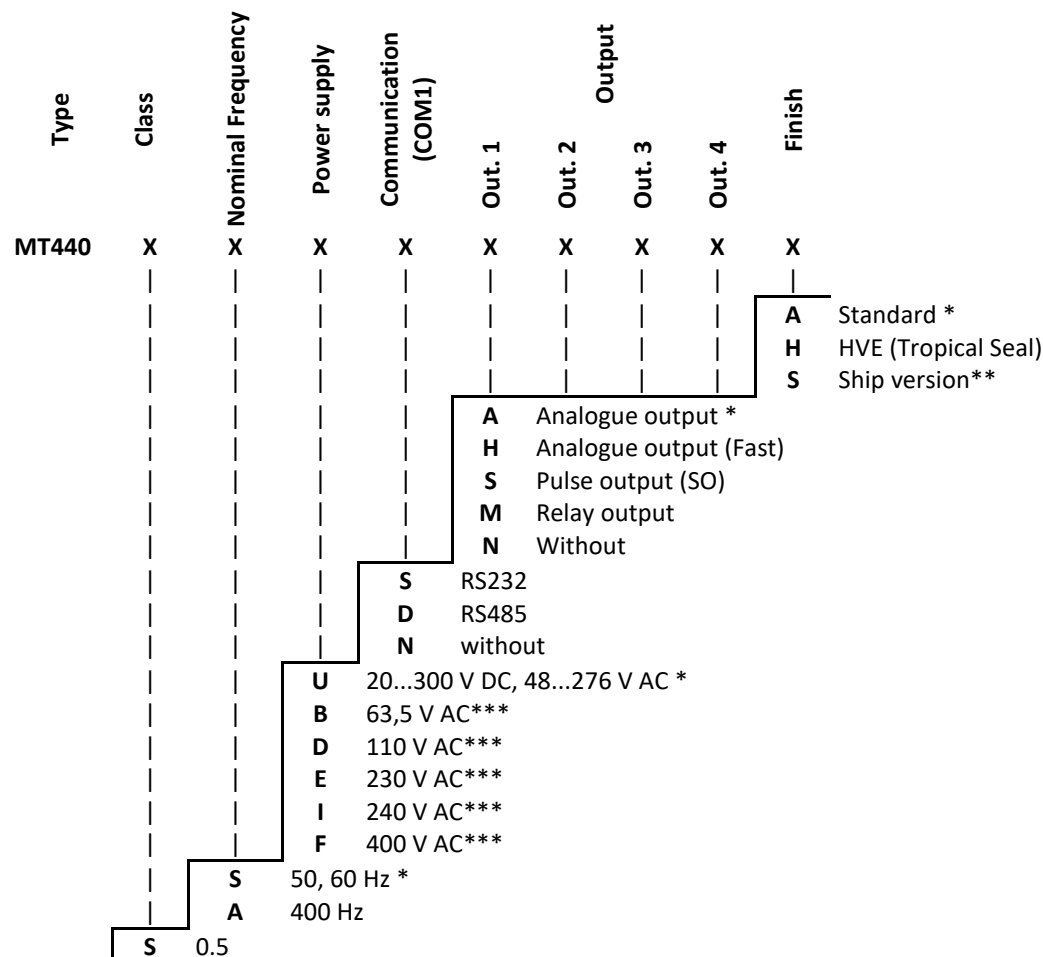 Type
Class
Nominal Frequency
Power supply
Communication
(COM1)
Output
Out. 1
Out. 2
Out. 3
Out. 4
Finish
MT440 X X X X X X X X X
A Standard *
H HVE (Tropical Seal)
S Ship version**
A Analogue output *
H Analogue output (Fast)
S Pulse output (SO)
M Relay output
N Without
S RS232
D RS485
N without
U 20...300 V DC, 48...276 V AC *
B 63,5 V AC***
D 110 V AC***
E 230 V AC***
I 240 V AC***
F 400 V AC***
S 50, 60 Hz *
A 400 Hz
S 0.5